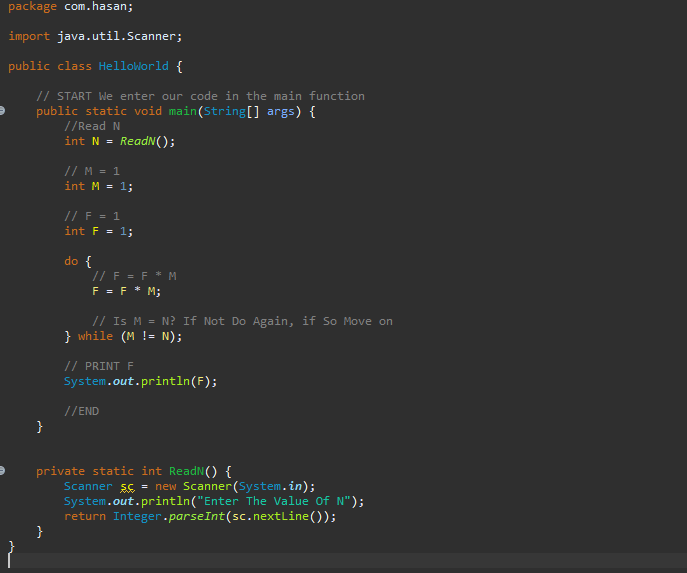 package com.hasan;
import java.util.Scanner;
public class HelloWorld {
// START We enter our code in the main function
public static void main(String[] args) {
//Read N
int N = ReadN();
// M = 1
int M = 1;
// F = 1
int F = 1;
do {
// F = F * M
F = F * M;
// Is M = N? If Not Do Again, if So Move on
} while (M != N);
// PRINT F
System.out.println(F);
//END
}
private static int ReadN() {
Scanner sc = new Scanner(System.in);
System.out.println("Enter The Value Of N");
return Integer.parseInt(sc.nextLine());
}
}